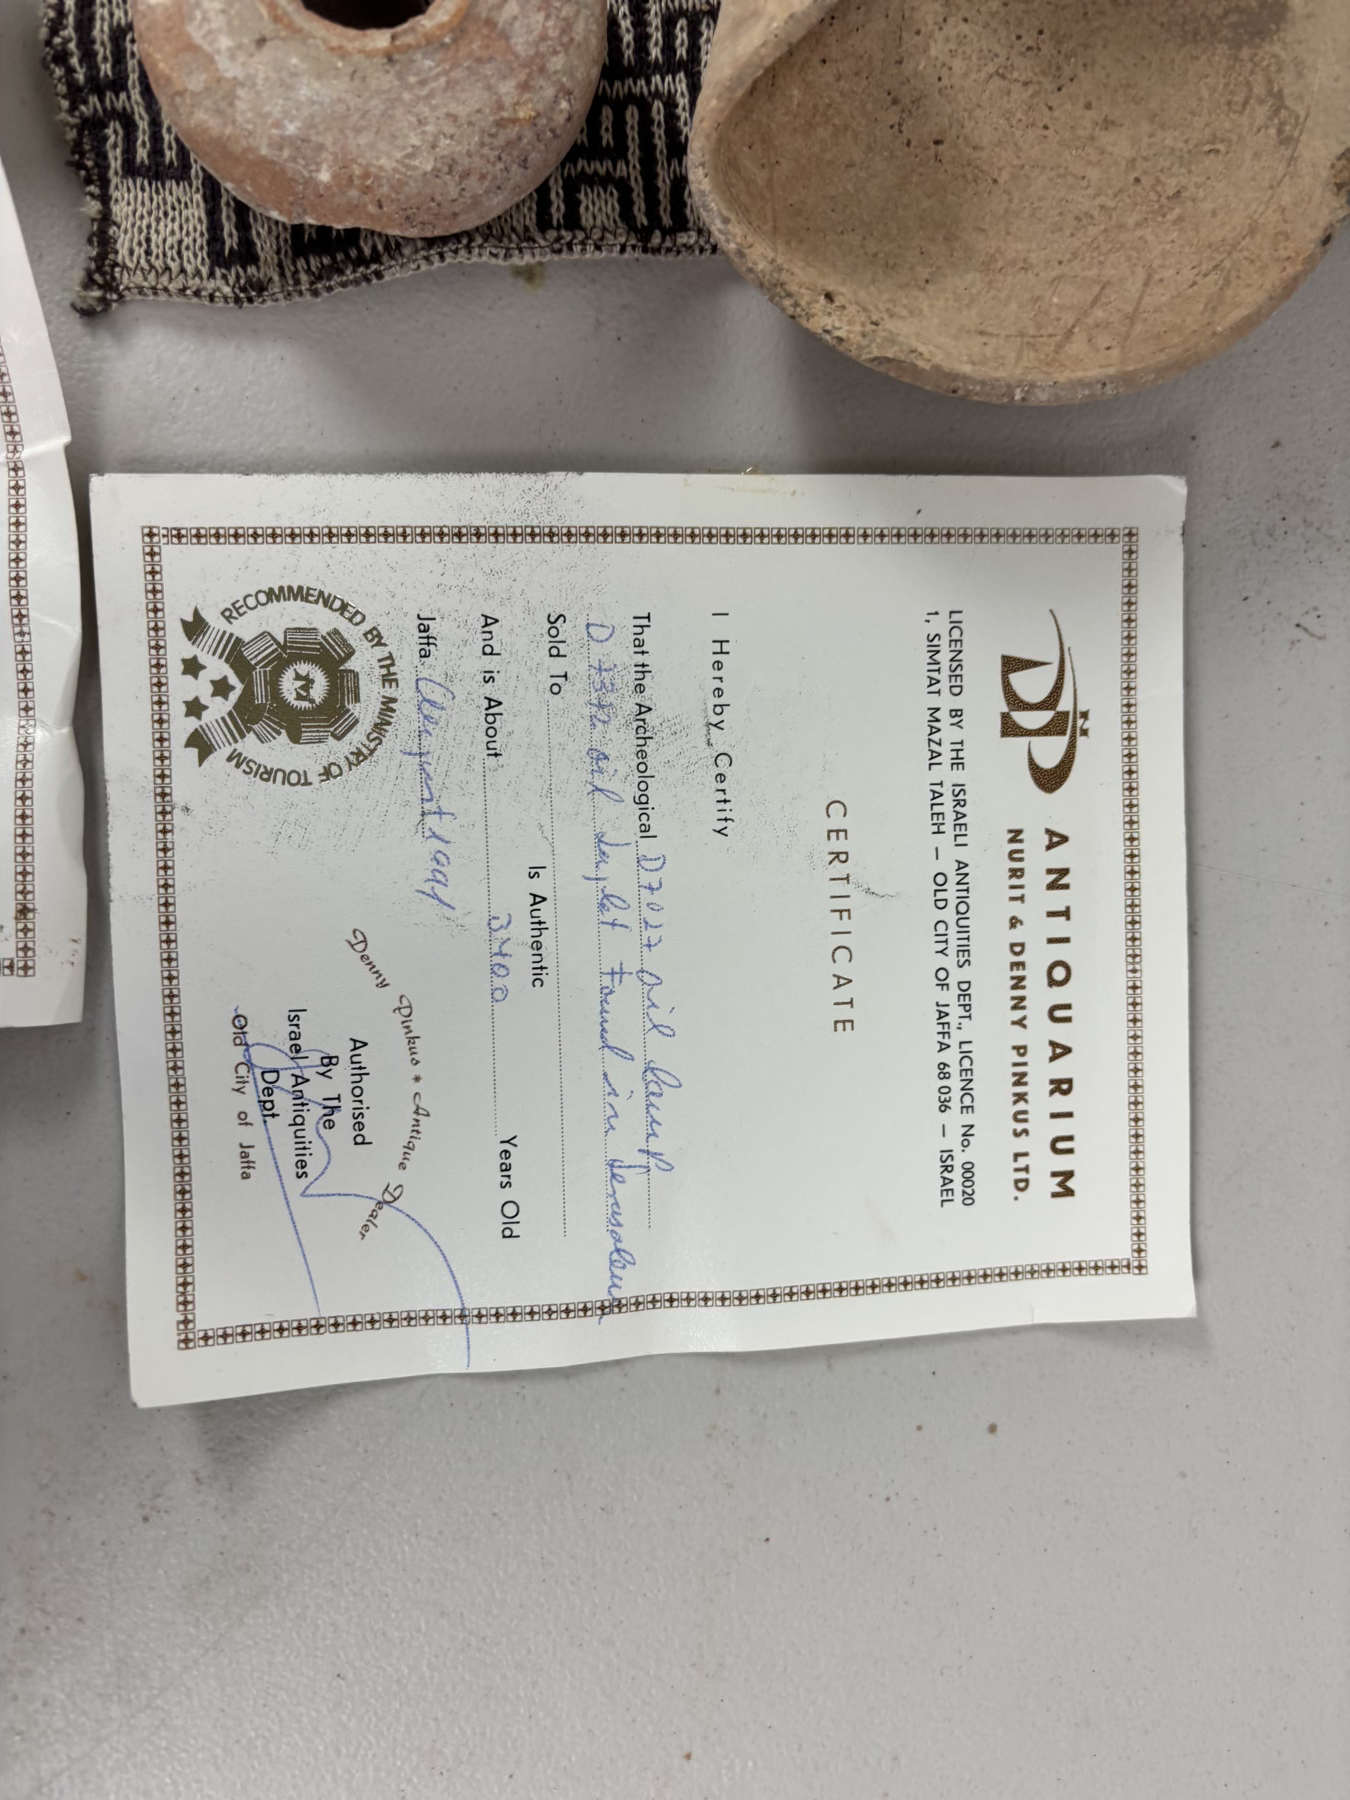 ANTIQUARIUM
NURIT & DENNY PINKUS LTD.
LICENSED BY THE ISRAELI ANTIQUITIES DEPT., LICENCE No. 00020
1, SIMTAT MAZAL TALEH – OLD CITY OF JAFFA 68 036 – ISRAEL
CERTIFICATE
I Hereby Certify
That the Archeological D7027 oil lamp
oil Juglet found in Jerusalem
Sold To
Is Authentic
And is About 3400 Years Old
Jaffa
RECOMMENDED BY THE MINISTRY OF TOURISM
Denny Pinkus * Antique Dealer
Authorised
By The
Israel Antiquities
Dept.
Old City of Jaffa